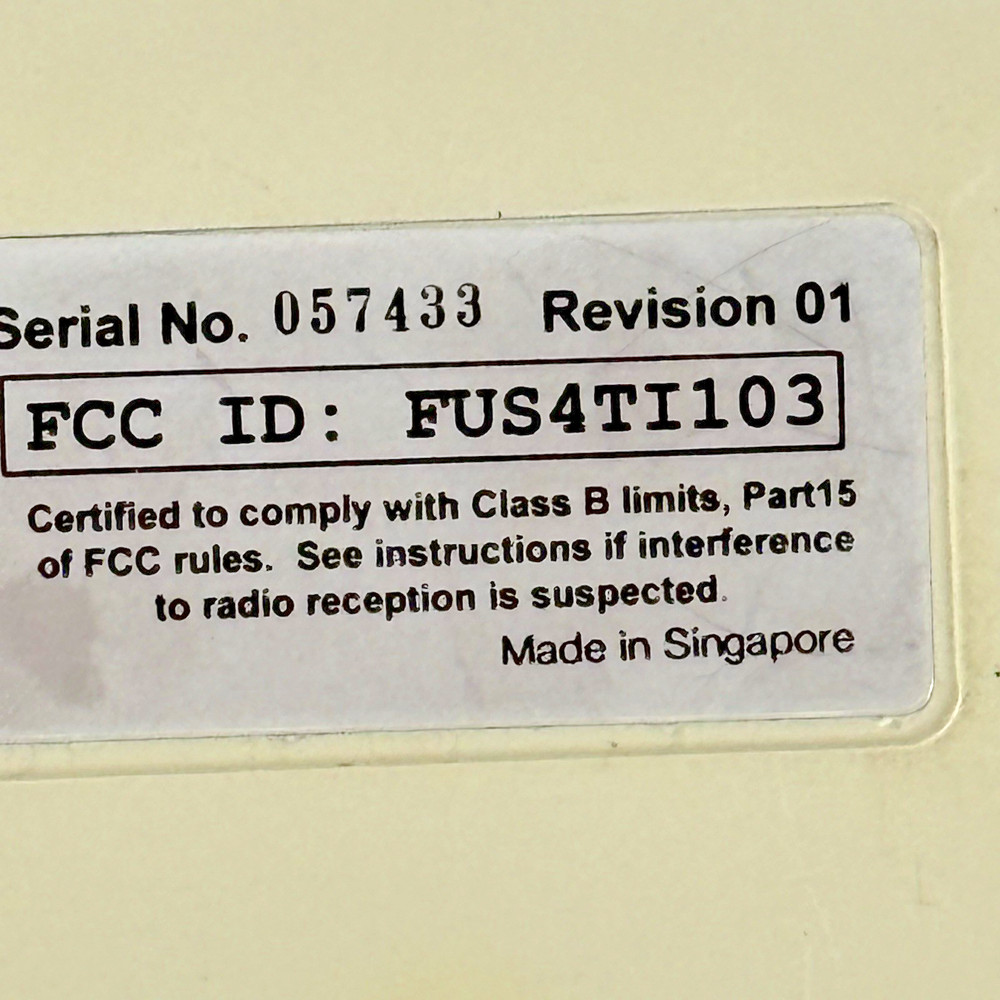 Serial No. 057433 Revision 01
FCC ID: FUS4TI103
Certified to comply with Class B limits, Part15
of FCC rules. See instructions if interference
to radio reception is suspected.
Made in Singapore